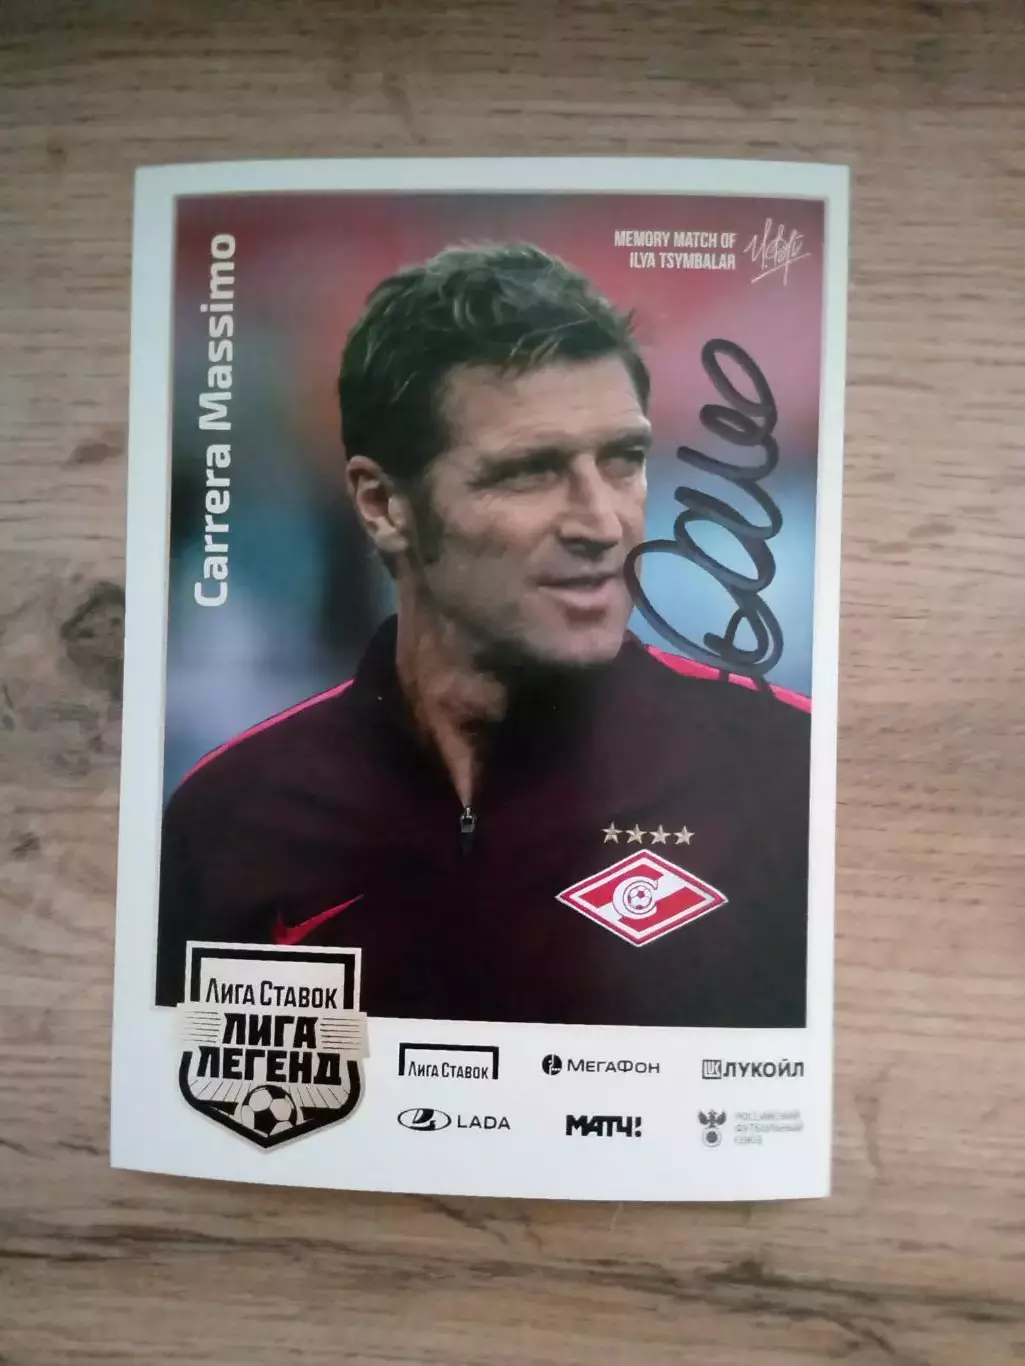 MEMORY MATCH OF
ILYA TSYMBALAR
Carrera Massimo
ЛИГА СТАВОК
ЛИГА
ЛЕГЕНД
ЛИГА СТАВОК
МЕГАФОН
ЛУКОЙЛ
LADA
МАТЧ!
РОССИЙСКИЙ
ФУТБОЛЬНЫЙ
СОЮЗ